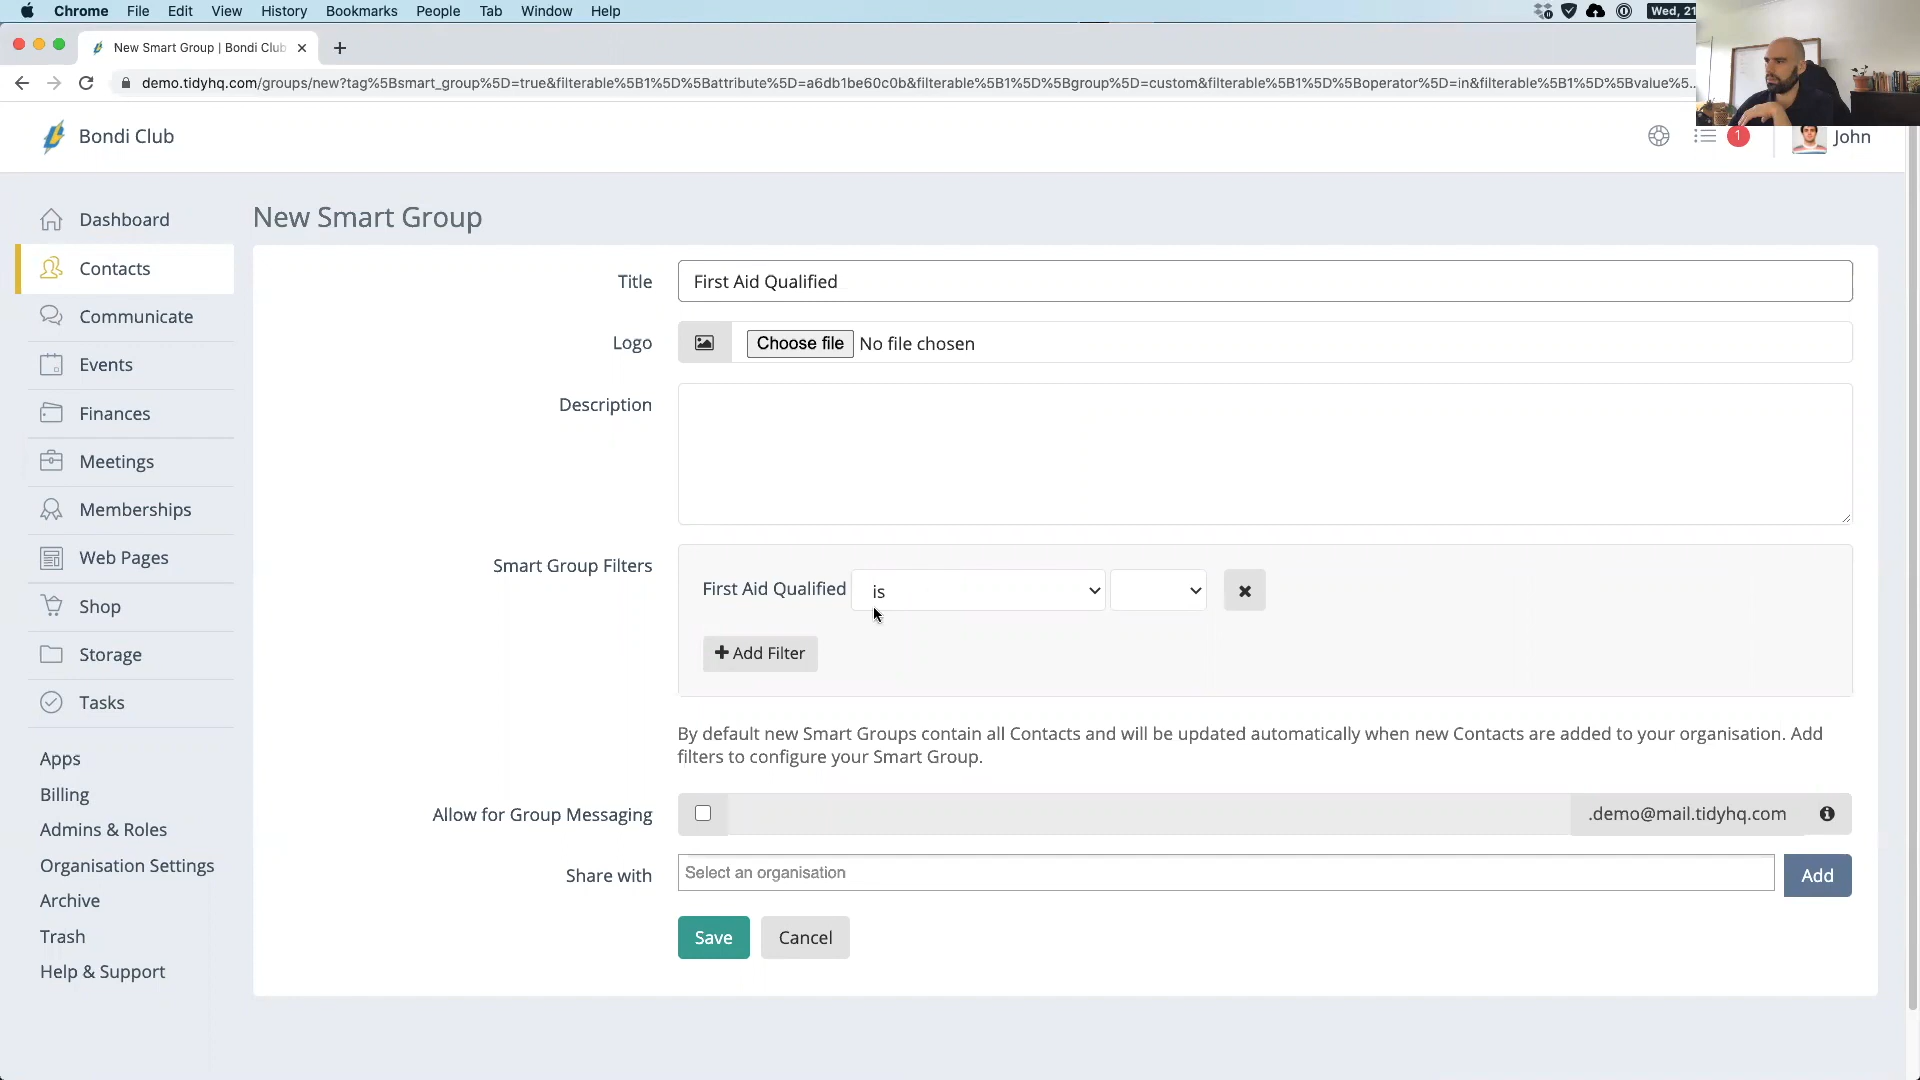 Chrome File Edit View History Bookmarks People Tab Window Help
Wed, 21
New Smart Group | Bondi Club
demo.tidyhq.com/groups/new?tag%5Bsmart_group%5D=true&filterable%5B1%5D%5Battribute%5D=a6db1be60c0b&filterable%5B1%5D%5Bgroup%5D=custom&filterable%5B1%5D%5Boperator%5D=in&filterable%5B1%5D%5Bvalue%5...
Bondi Club
1
John
Dashboard
Contacts
Communicate
Events
Finances
Meetings
Memberships
Web Pages
Shop
Storage
Tasks
Apps
Billing
Admins & Roles
Organisation Settings
Archive
Trash
Help & Support
New Smart Group
Title
First Aid Qualified
Logo
Choose file No file chosen
Description
Smart Group Filters
First Aid Qualified
is
Add Filter
By default new Smart Groups contain all Contacts and will be updated automatically when new Contacts are added to your organisation. Add
filters to configure your Smart Group.
Allow for Group Messaging
.demo@mail.tidyhq.com
Share with
Select an organisation
Add
Save
Cancel